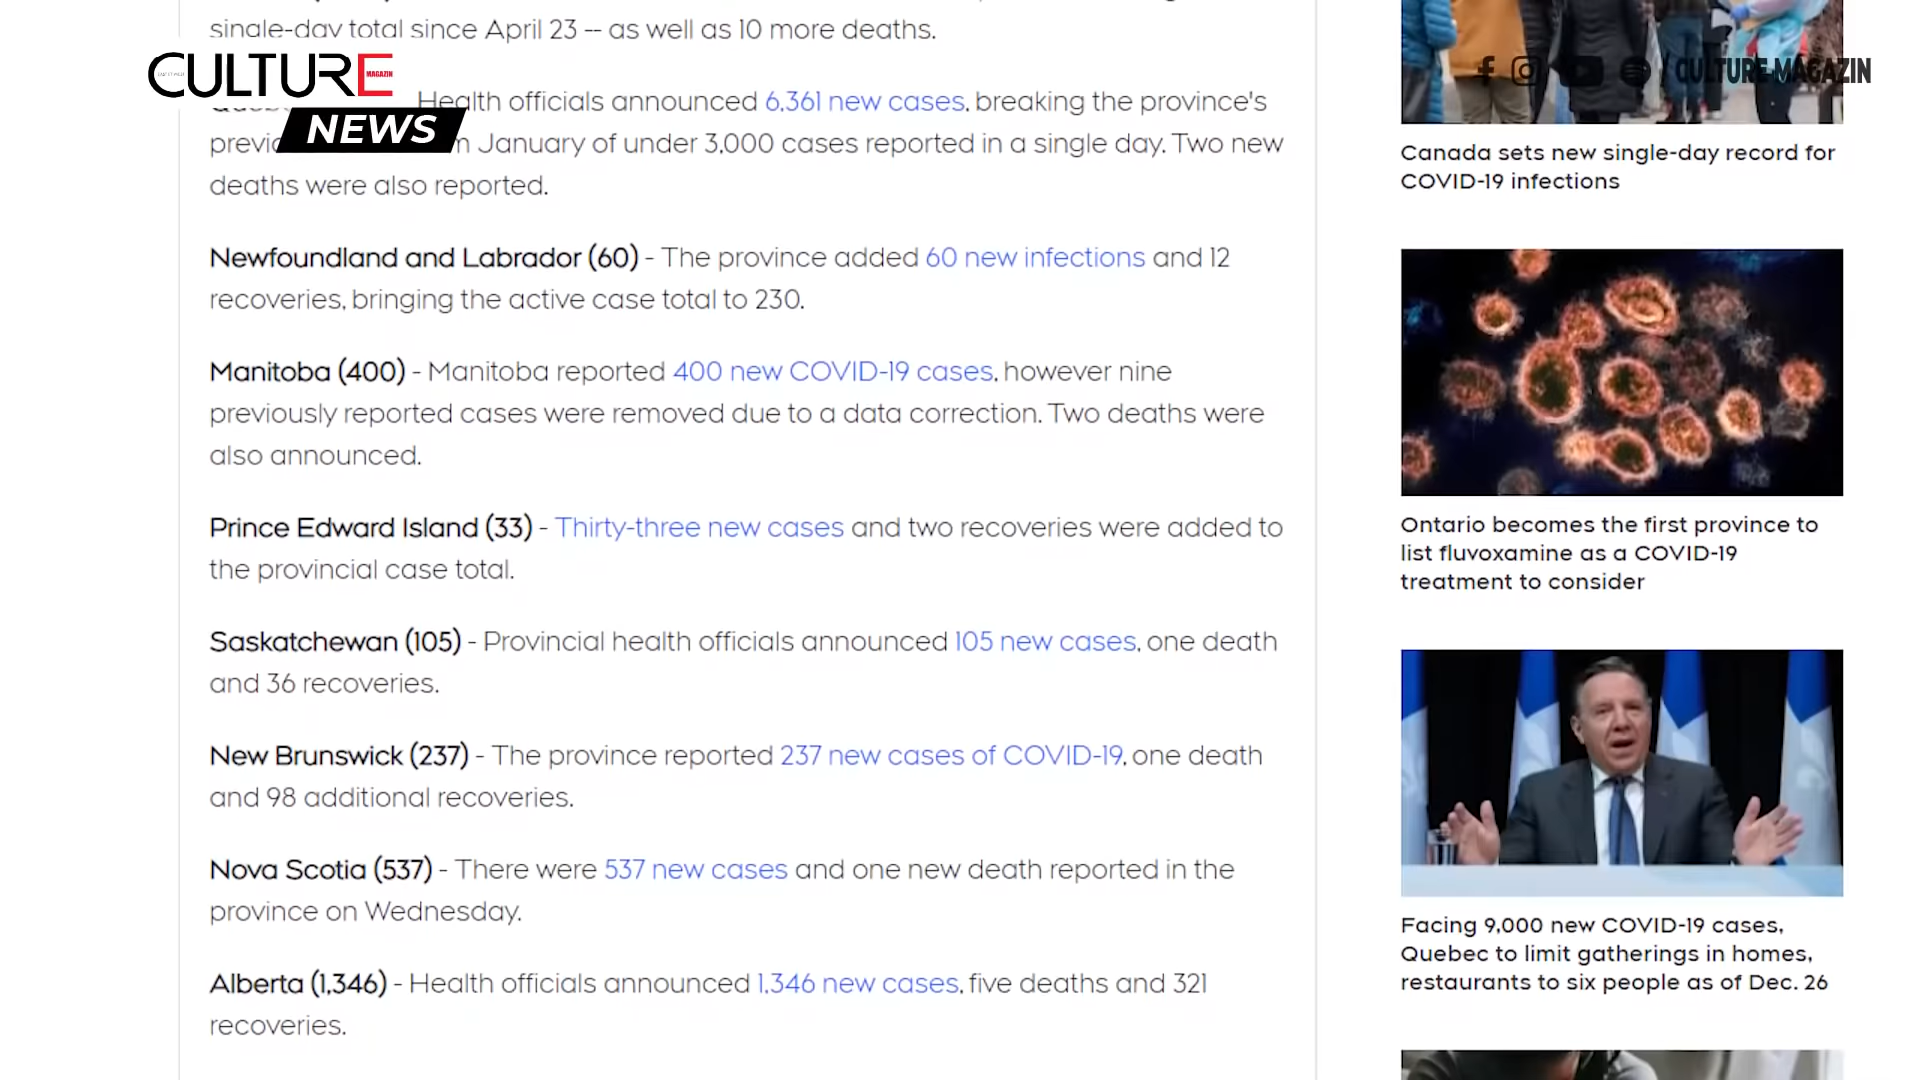 single-day total since April 23 -- as well as 10 more deaths.
CULTURE
MAGAZIN
NEWS
Health officials announced 6,361 new cases, breaking the province's
January of under 3,000 cases reported in a single day. Two new
deaths were also reported.
Newfoundland and Labrador (60) - The province added 60 new infections and 12
recoveries, bringing the active case total to 230.
Manitoba (400) - Manitoba reported 400 new COVID-19 cases, however nine
previously reported cases were removed due to a data correction. Two deaths were
also announced.
Prince Edward Island (33) - Thirty-three new cases and two recoveries were added to
the provincial case total.
Saskatchewan (105) - Provincial health officials announced 105 new cases, one death
and 36 recoveries.
New Brunswick (237) - The province reported 237 new cases of COVID-19, one death
and 98 additional recoveries.
Nova Scotia (537) - There were 537 new cases and one new death reported in the
province on Wednesday.
Alberta (1,346) - Health officials announced 1,346 new cases, five deaths and 321
recoveries.
/ CULTURE MAGAZIN
Canada sets new single-day record for
COVID-19 infections
Ontario becomes the first province to
list fluvoxamine as a COVID-19
treatment to consider
Facing 9,000 new COVID-19 cases,
Quebec to limit gatherings in homes,
restaurants to six people as of Dec. 26